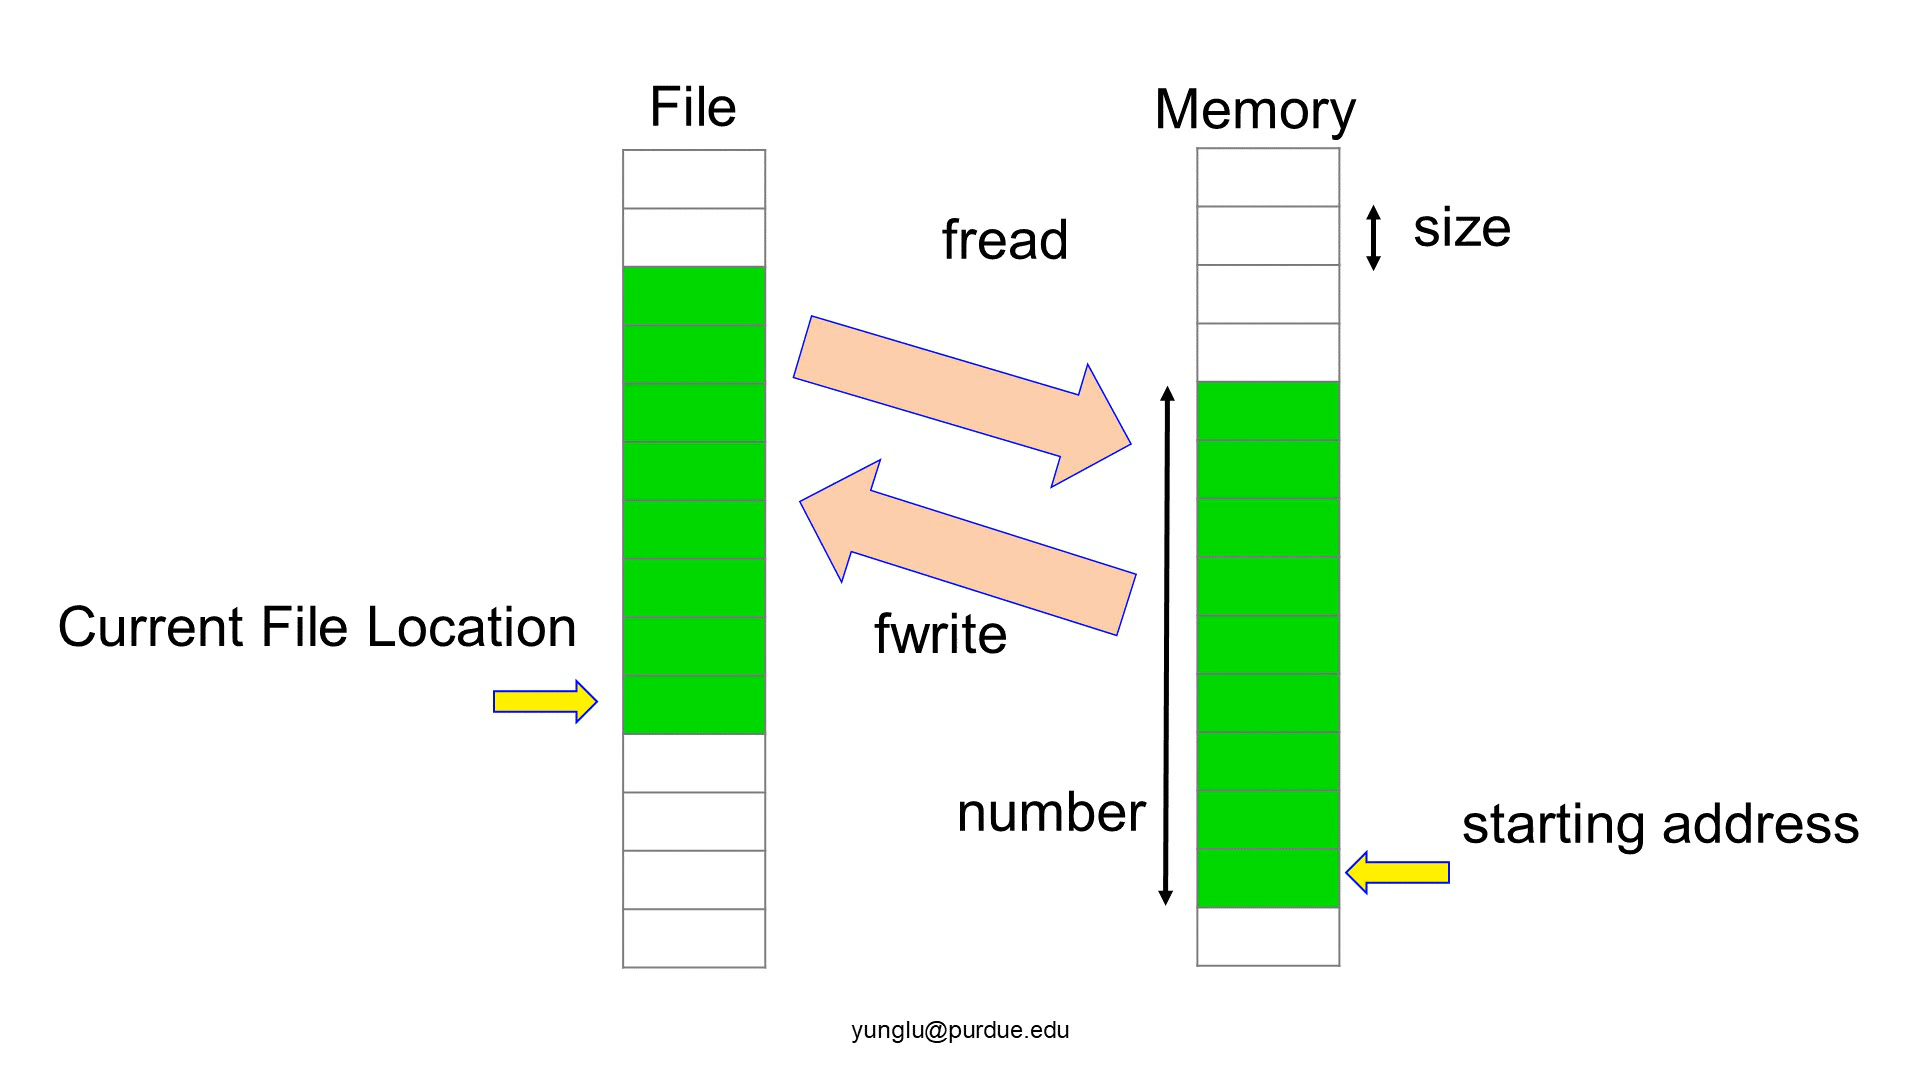 File
Memory
fread
size
Current File Location
fwrite
number
starting address
yunglu@purdue.edu